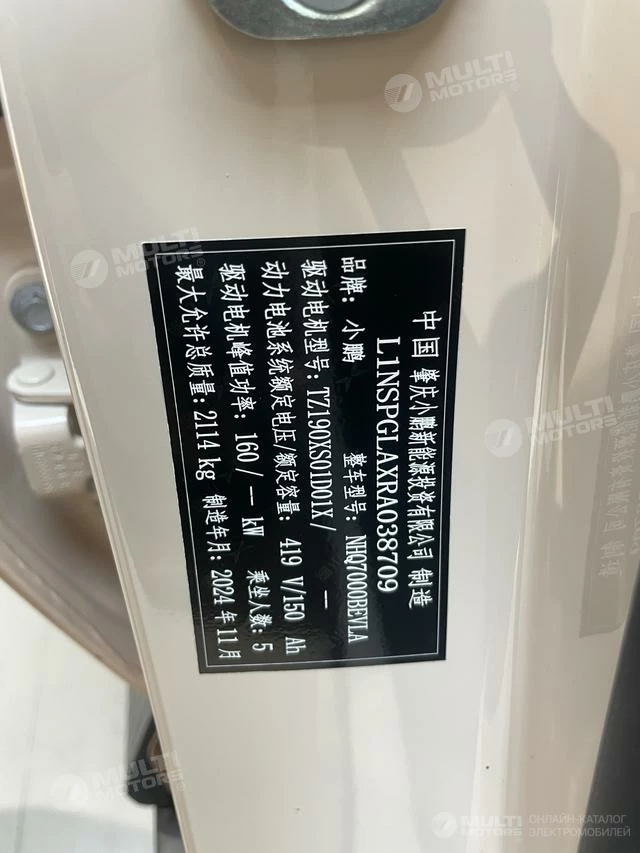 中国 肇庆小鹏新能源投资有限公司 制造
L1NSPGLAXRA038709
品牌：小鹏 整车型号：NHQ7000BEVLA
驱动电机型号：TZ190XS01D01X/ —
动力电池系统额定电压/额定容量：419 V/150 Ah
驱动电机峰值功率：160/ — kW 乘坐人数：5
最大允许总质量：2114 kg 制造年月：2024 年 11 月
MULTI MOTORS
MULTI MOTORS
MULTI MOTORS
MULTI MOTORS
MULTI MOTORS
ОНЛАЙН-КАТАЛОГ
ЭЛЕКТРОМОБИЛЕЙ